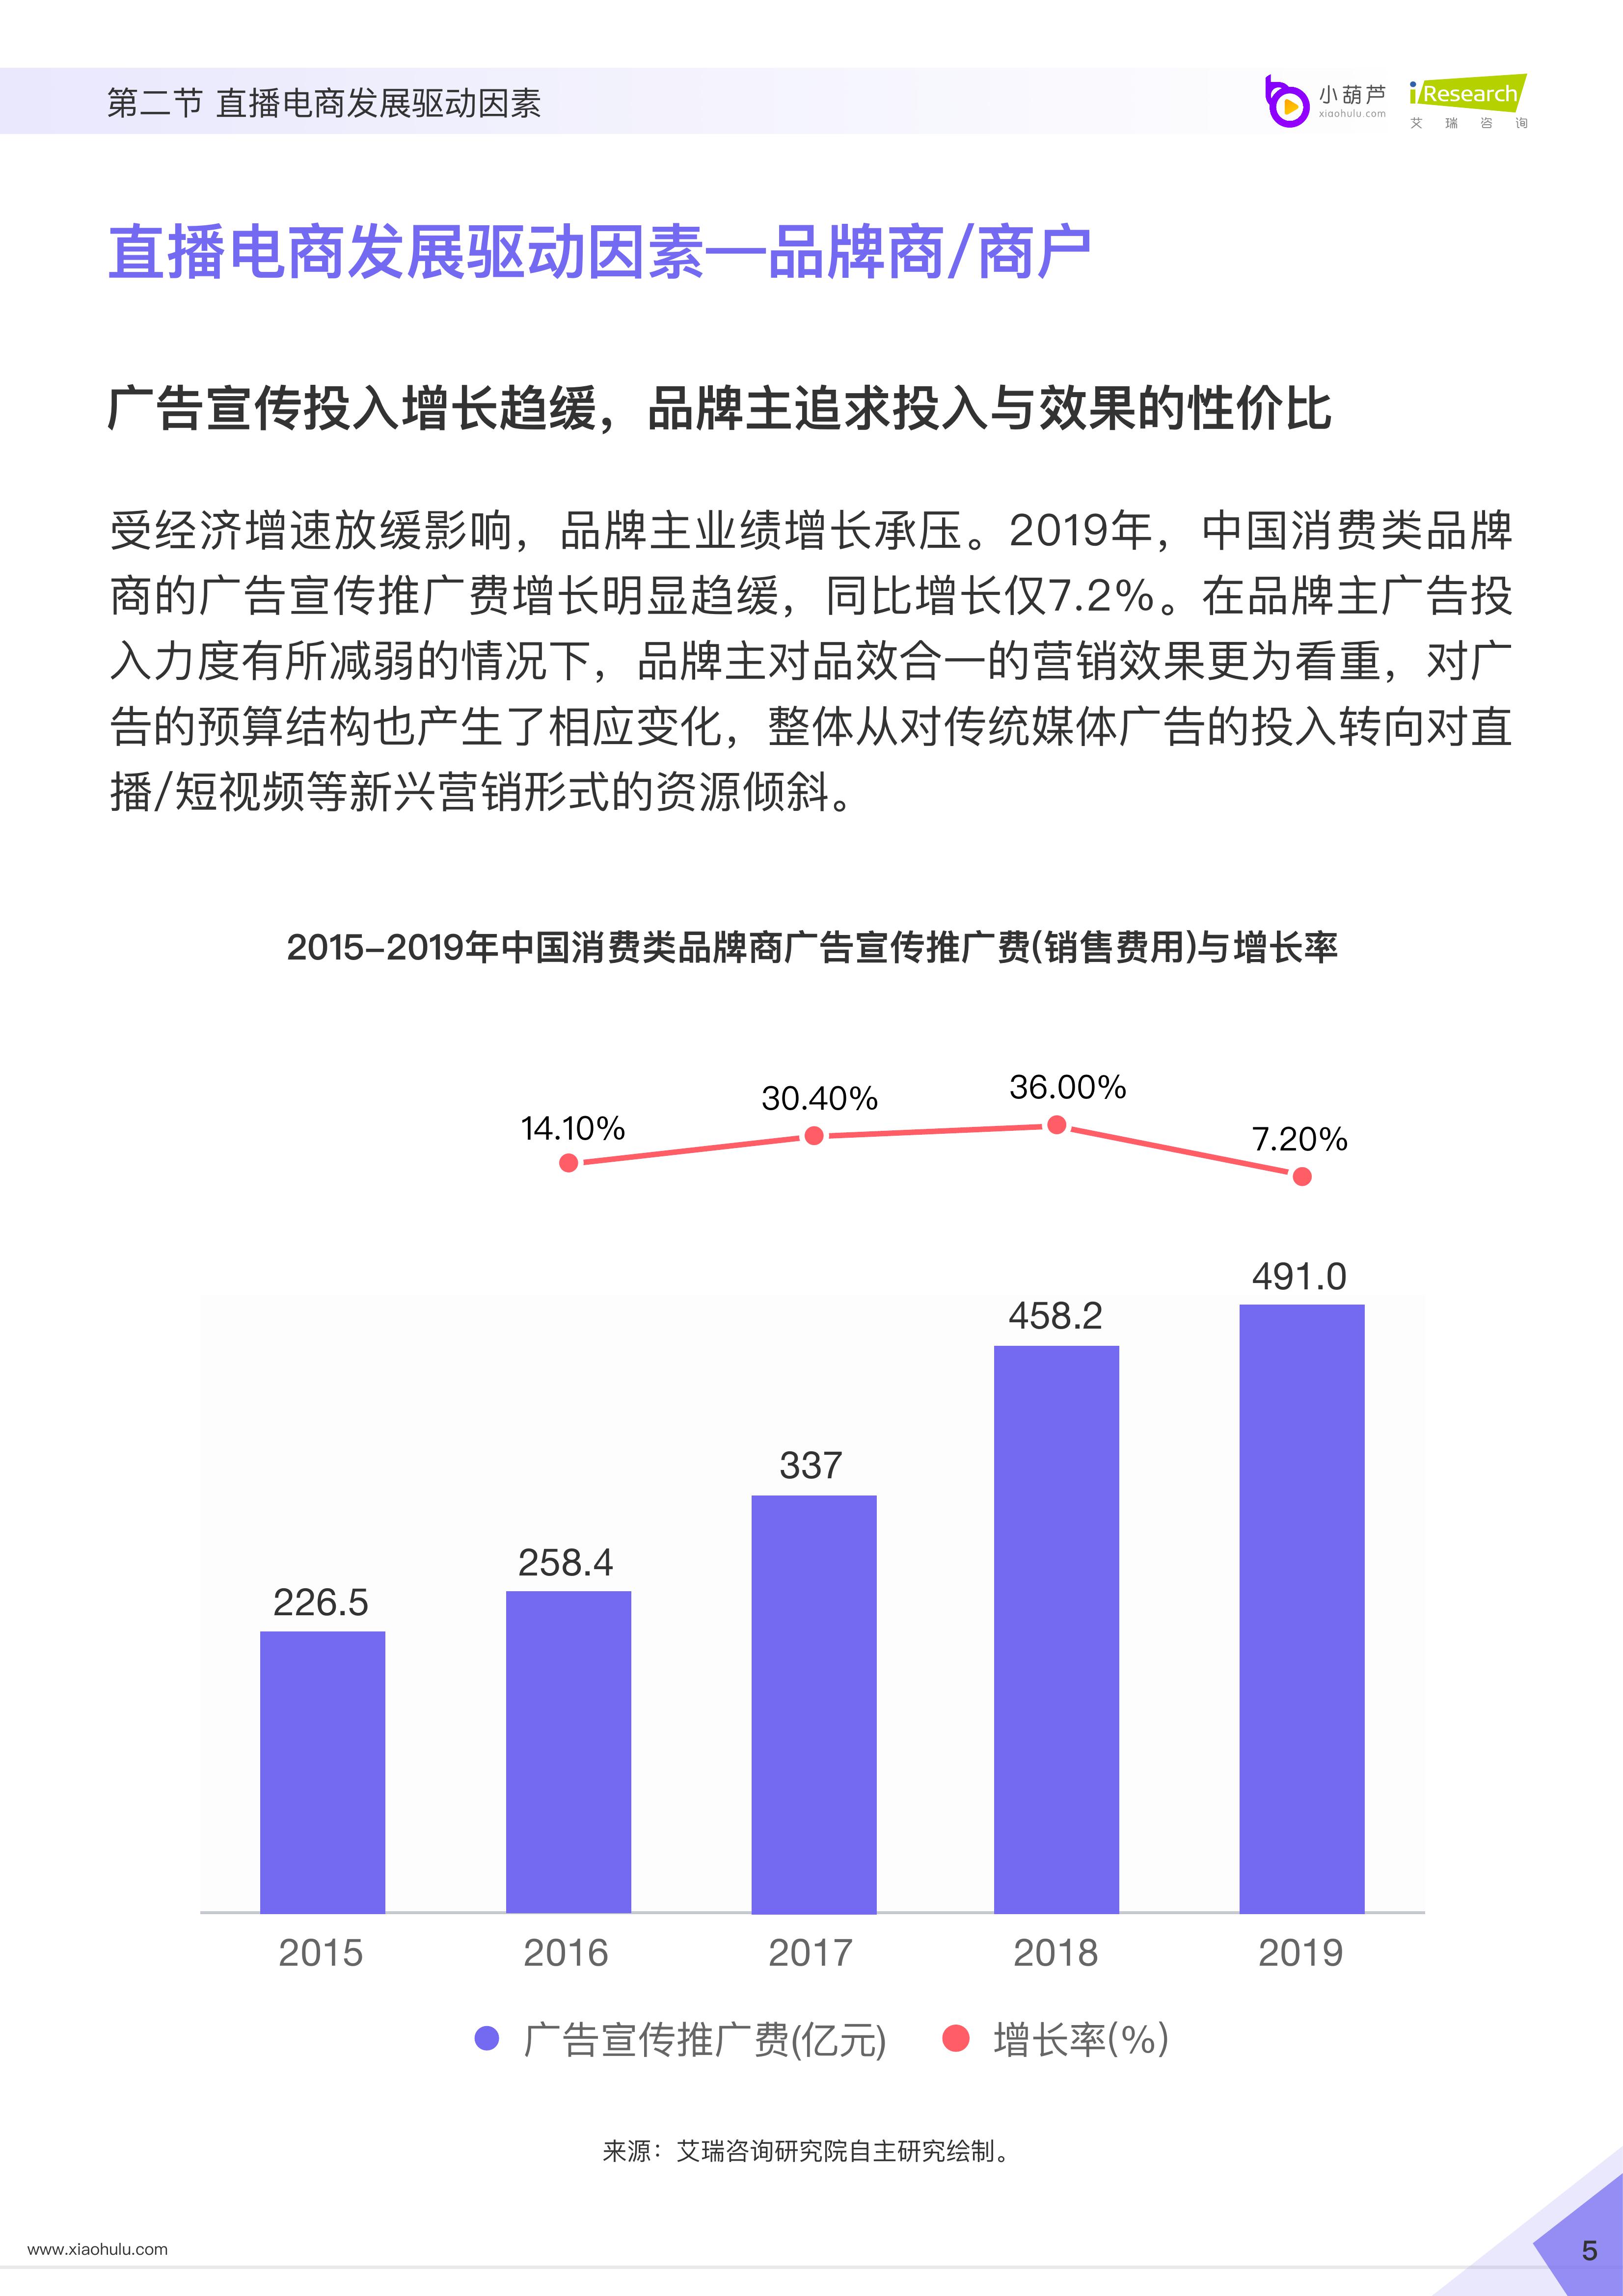 第二节 直播电商发展驱动因素
小葫芦
xiaohulu.com
iResearch
艾瑞咨询
直播电商发展驱动因素—品牌商/商户
广告宣传投入增长趋缓，品牌主追求投入与效果的性价比
受经济增速放缓影响，品牌主业绩增长承压。2019年，中国消费类品牌
商的广告宣传推广费增长明显趋缓，同比增长仅7.2%。在品牌主广告投
入力度有所减弱的情况下，品牌主对品效合一的营销效果更为看重，对广
告的预算结构也产生了相应变化，整体从对传统媒体广告的投入转向对直
播/短视频等新兴营销形式的资源倾斜。
2015-2019年中国消费类品牌商广告宣传推广费(销售费用)与增长率
14.10%
30.40%
36.00%
7.20%
226.5
258.4
337
458.2
491.0
2015
2016
2017
2018
2019
广告宣传推广费(亿元)
增长率(%)
来源：艾瑞咨询研究院自主研究绘制。
www.xiaohulu.com
5